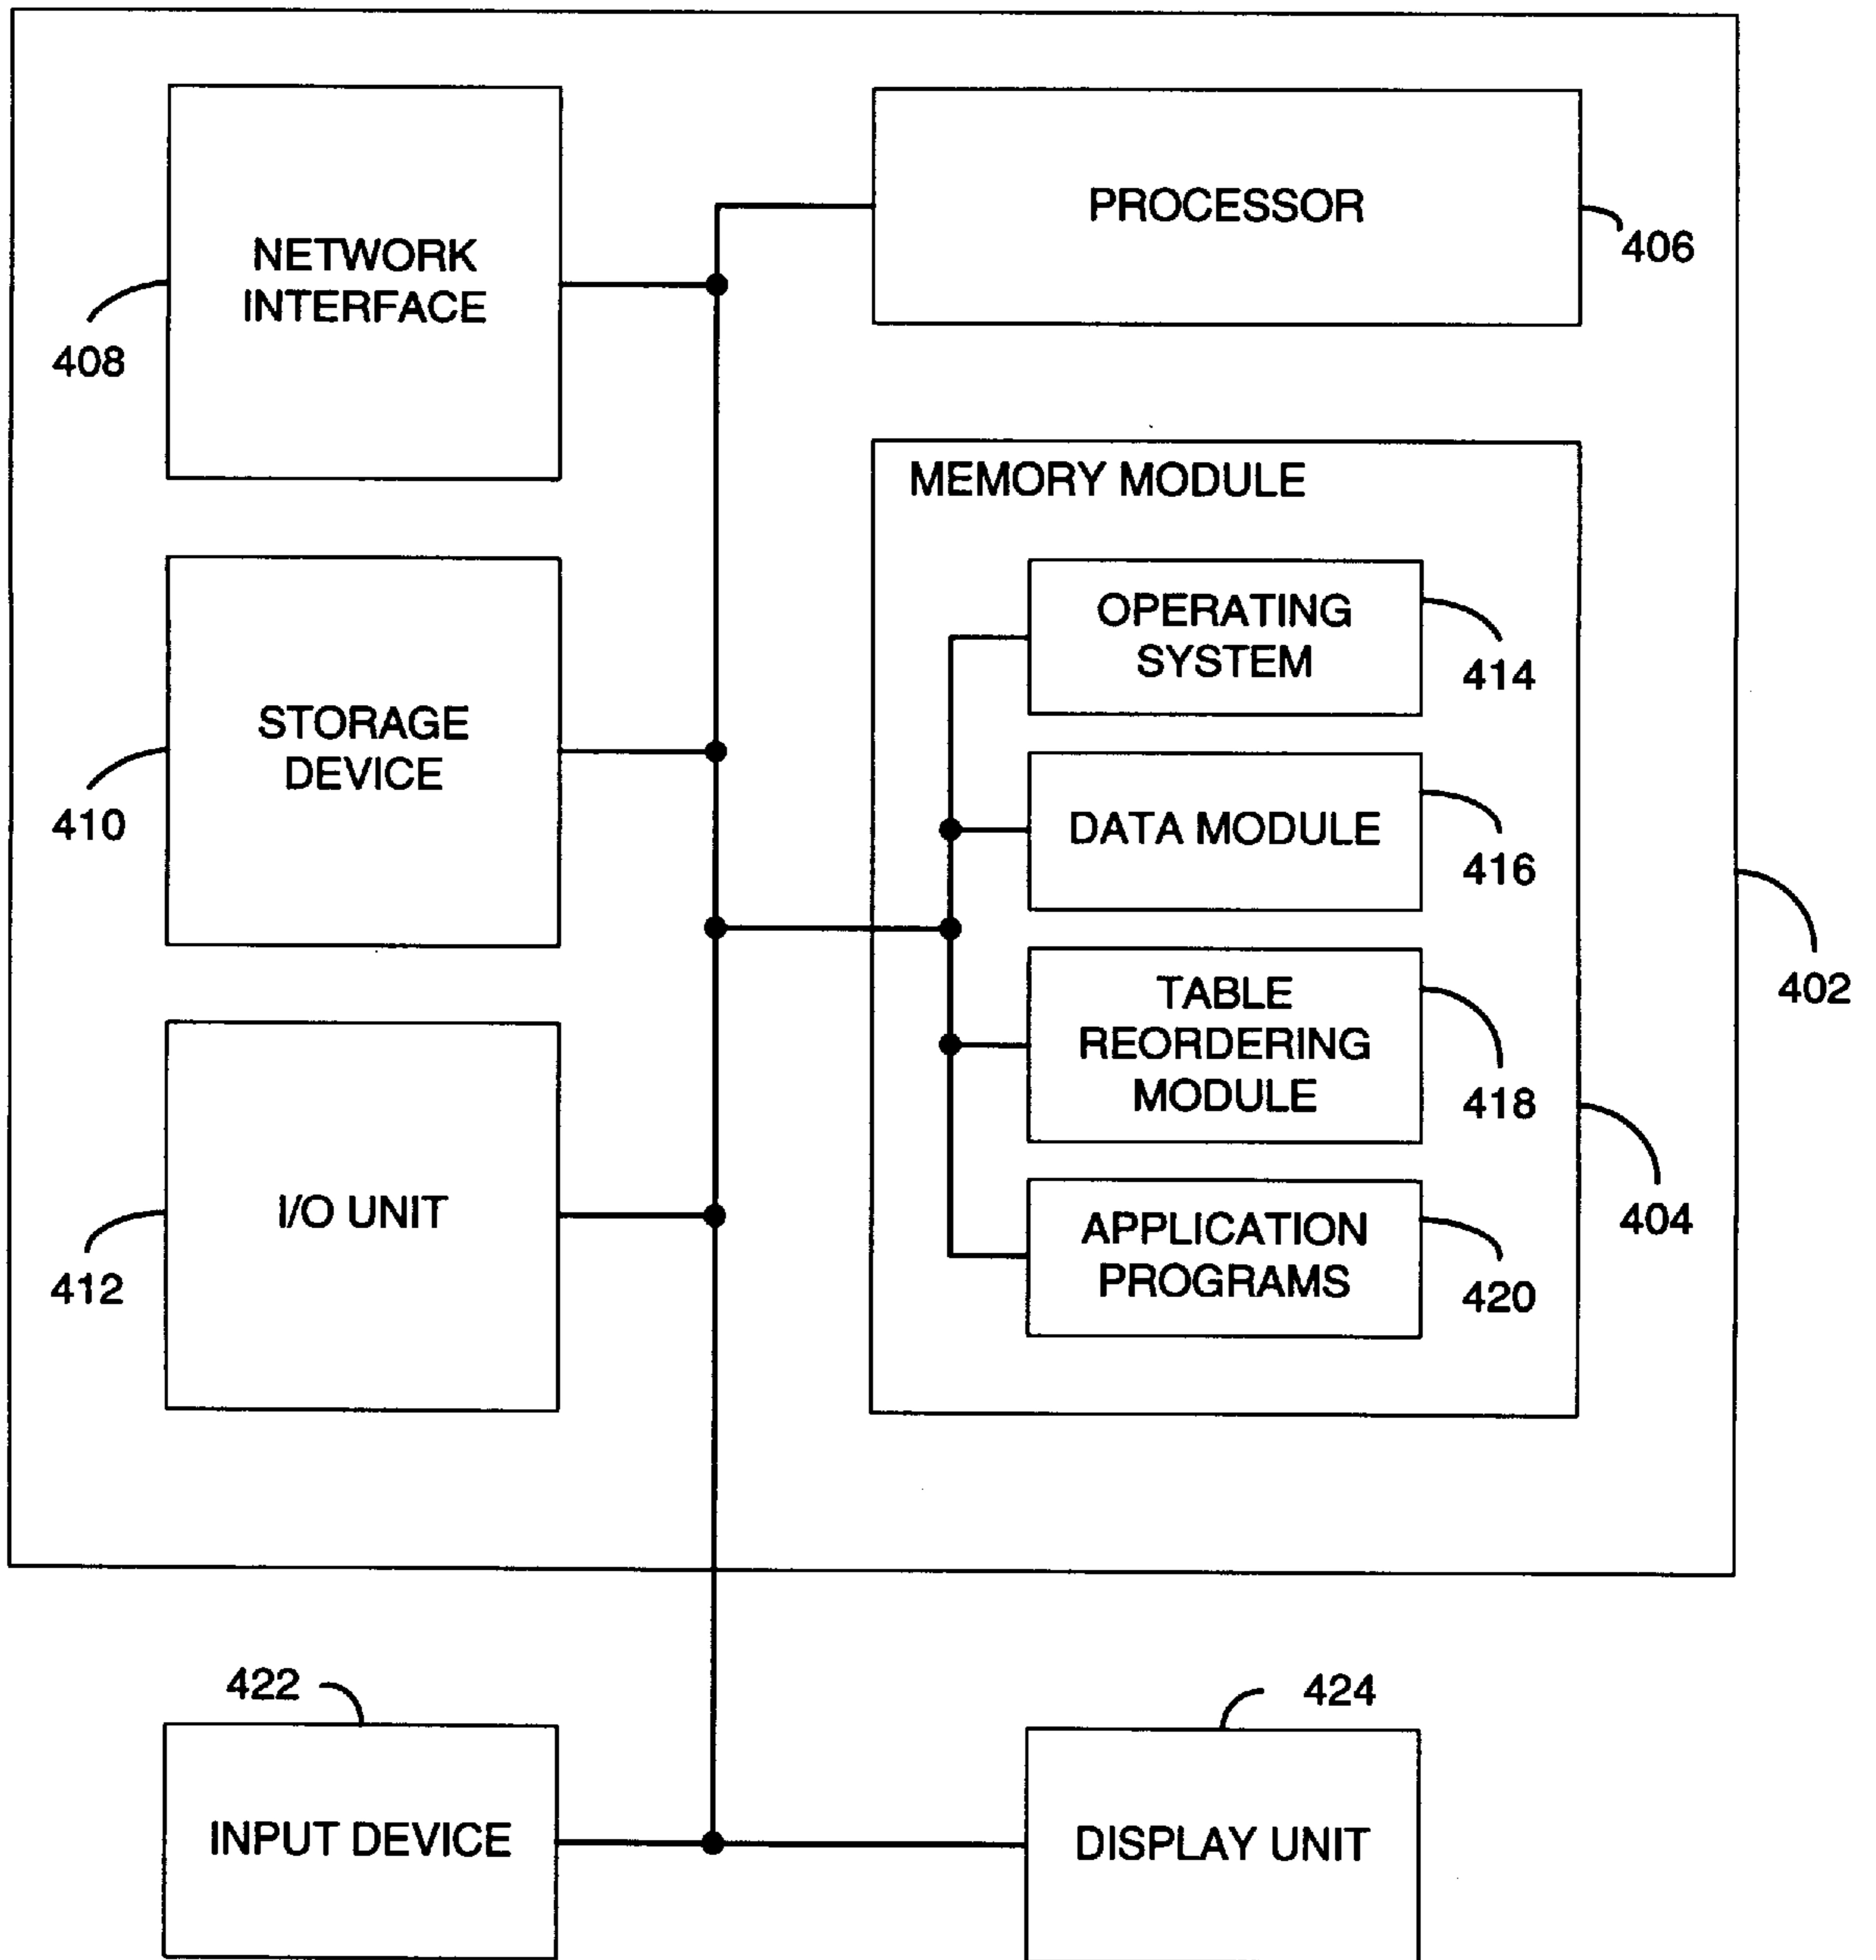 NETWORK
INTERFACE
408
PROCESSOR
406
STORAGE
DEVICE
410
I/O UNIT
412
MEMORY MODULE
OPERATING
SYSTEM
414
DATA MODULE
416
TABLE
REORDERING
MODULE
418
APPLICATION
PROGRAMS
420
404
402
422
INPUT DEVICE
424
DISPLAY UNIT